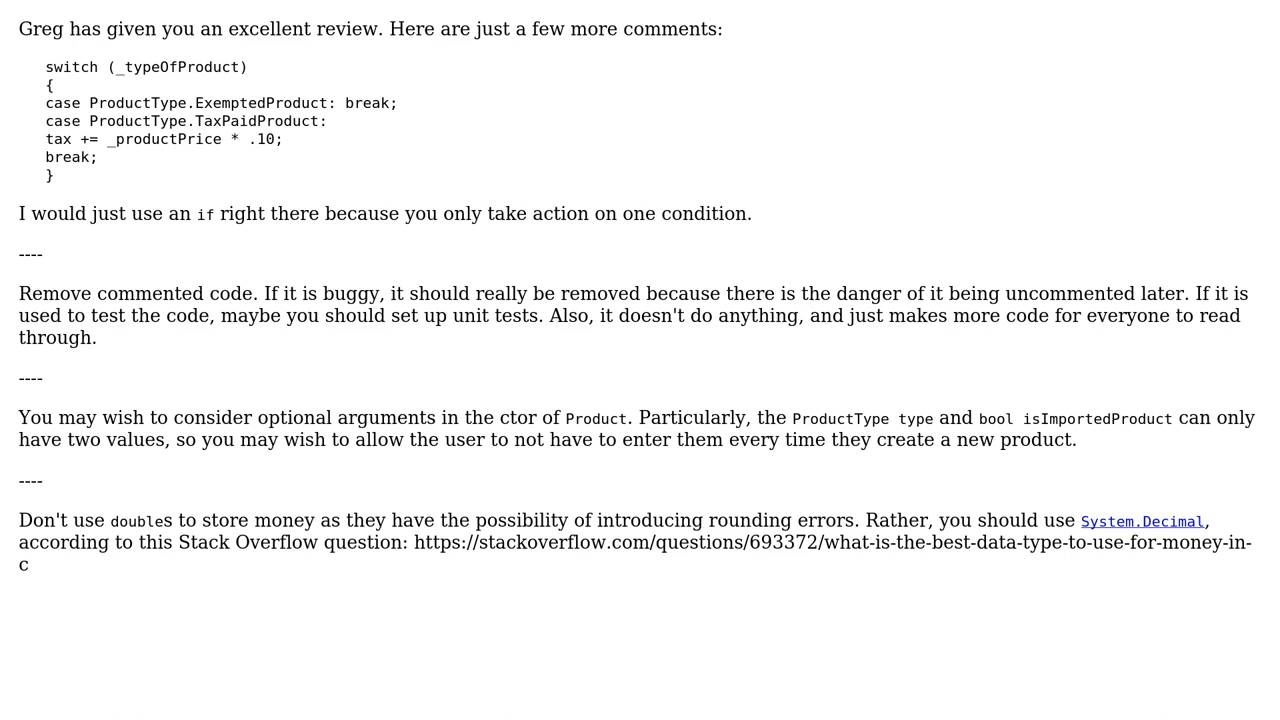 Greg has given you an excellent review. Here are just a few more comments:
switch (_typeOfProduct)
{
case ProductType.ExemptedProduct: break;
case ProductType.TaxPaidProduct:
tax += _productPrice * .10;
break;
}
I would just use an if right there because you only take action on one condition.
----
Remove commented code. If it is buggy, it should really be removed because there is the danger of it being uncommented later. If it is
used to test the code, maybe you should set up unit tests. Also, it doesn't do anything, and just makes more code for everyone to read
through.
----
You may wish to consider optional arguments in the ctor of Product. Particularly, the ProductType type and bool isImportedProduct can only
have two values, so you may wish to allow the user to not have to enter them every time they create a new product.
----
Don't use doubles to store money as they have the possibility of introducing rounding errors. Rather, you should use System.Decimal,
according to this Stack Overflow question: https://stackoverflow.com/questions/693372/what-is-the-best-data-type-to-use-for-money-in-
c